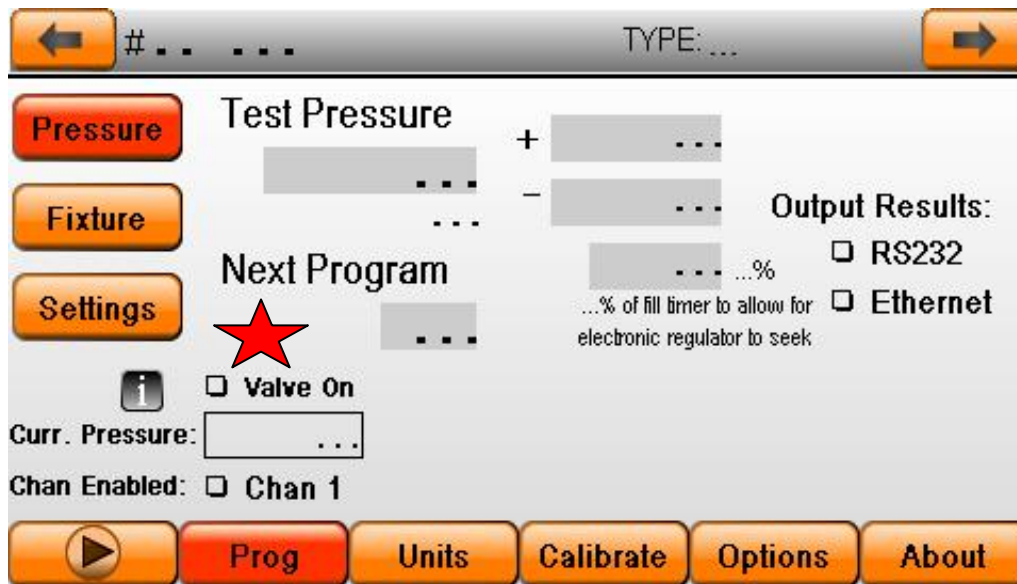 #.. ... TYPE: ...
Pressure
Test Pressure
+ ...
...
- ...
...
Fixture
Output Results:
RS232
Next Program
... ...%
Settings
...% of fill timer to allow for
electronic regulator to seek
Ethernet
...
i
Valve On
Curr. Pressure: ...
Chan Enabled: Chan 1
Prog Units Calibrate Options About